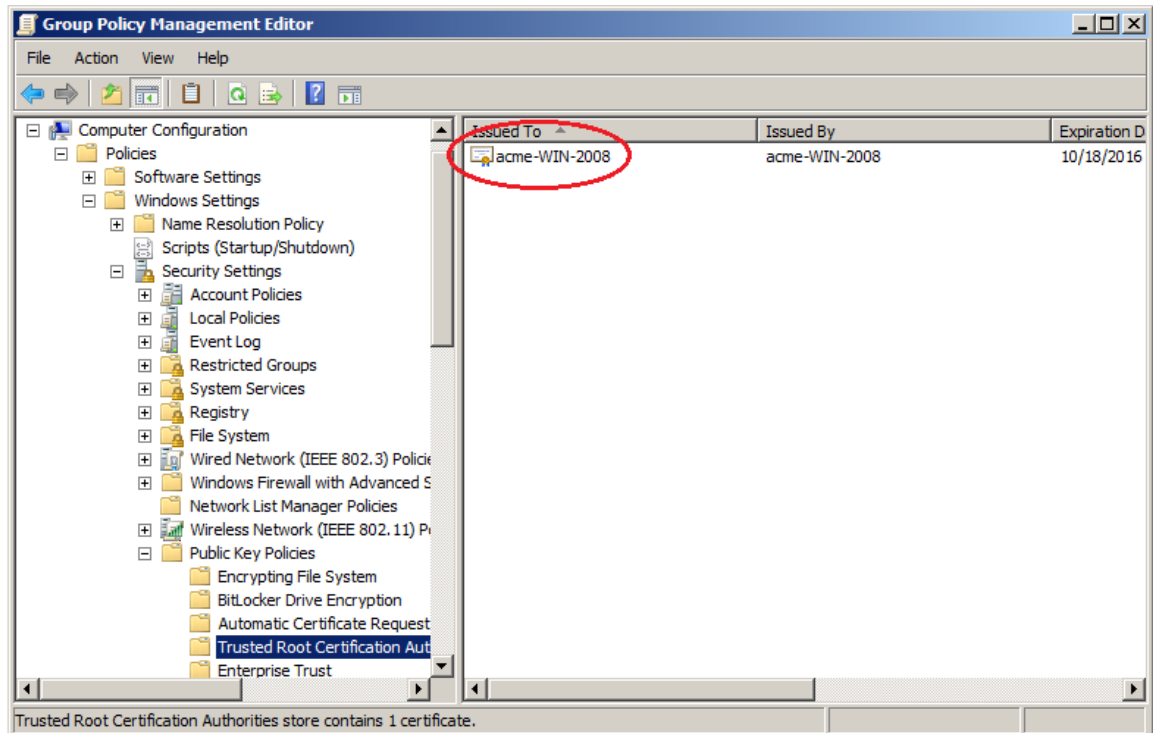 Group Policy Management Editor
File Action View Help
Computer Configuration
Policies
Software Settings
Windows Settings
Name Resolution Policy
Scripts (Startup/Shutdown)
Security Settings
Account Policies
Local Policies
Event Log
Restricted Groups
System Services
Registry
File System
Wired Network (IEEE 802.3) Policie
Windows Firewall with Advanced S
Network List Manager Policies
Wireless Network (IEEE 802.11) P
Public Key Policies
Encrypting File System
BitLocker Drive Encryption
Automatic Certificate Request
Trusted Root Certification Aut
Enterprise Trust
Issued To Issued By Expiration D
acme-WIN-2008 acme-WIN-2008 10/18/2016
Trusted Root Certification Authorities store contains 1 certificate.